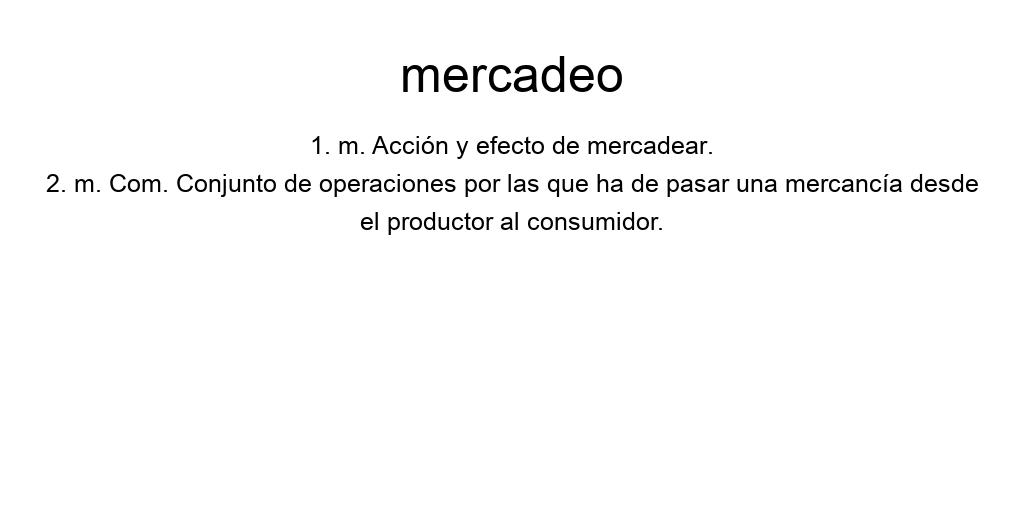 mercadeo
1. m. Acción y efecto de mercadear.
2. m. Com. Conjunto de operaciones por las que ha de pasar una mercancía desde
el productor al consumidor.